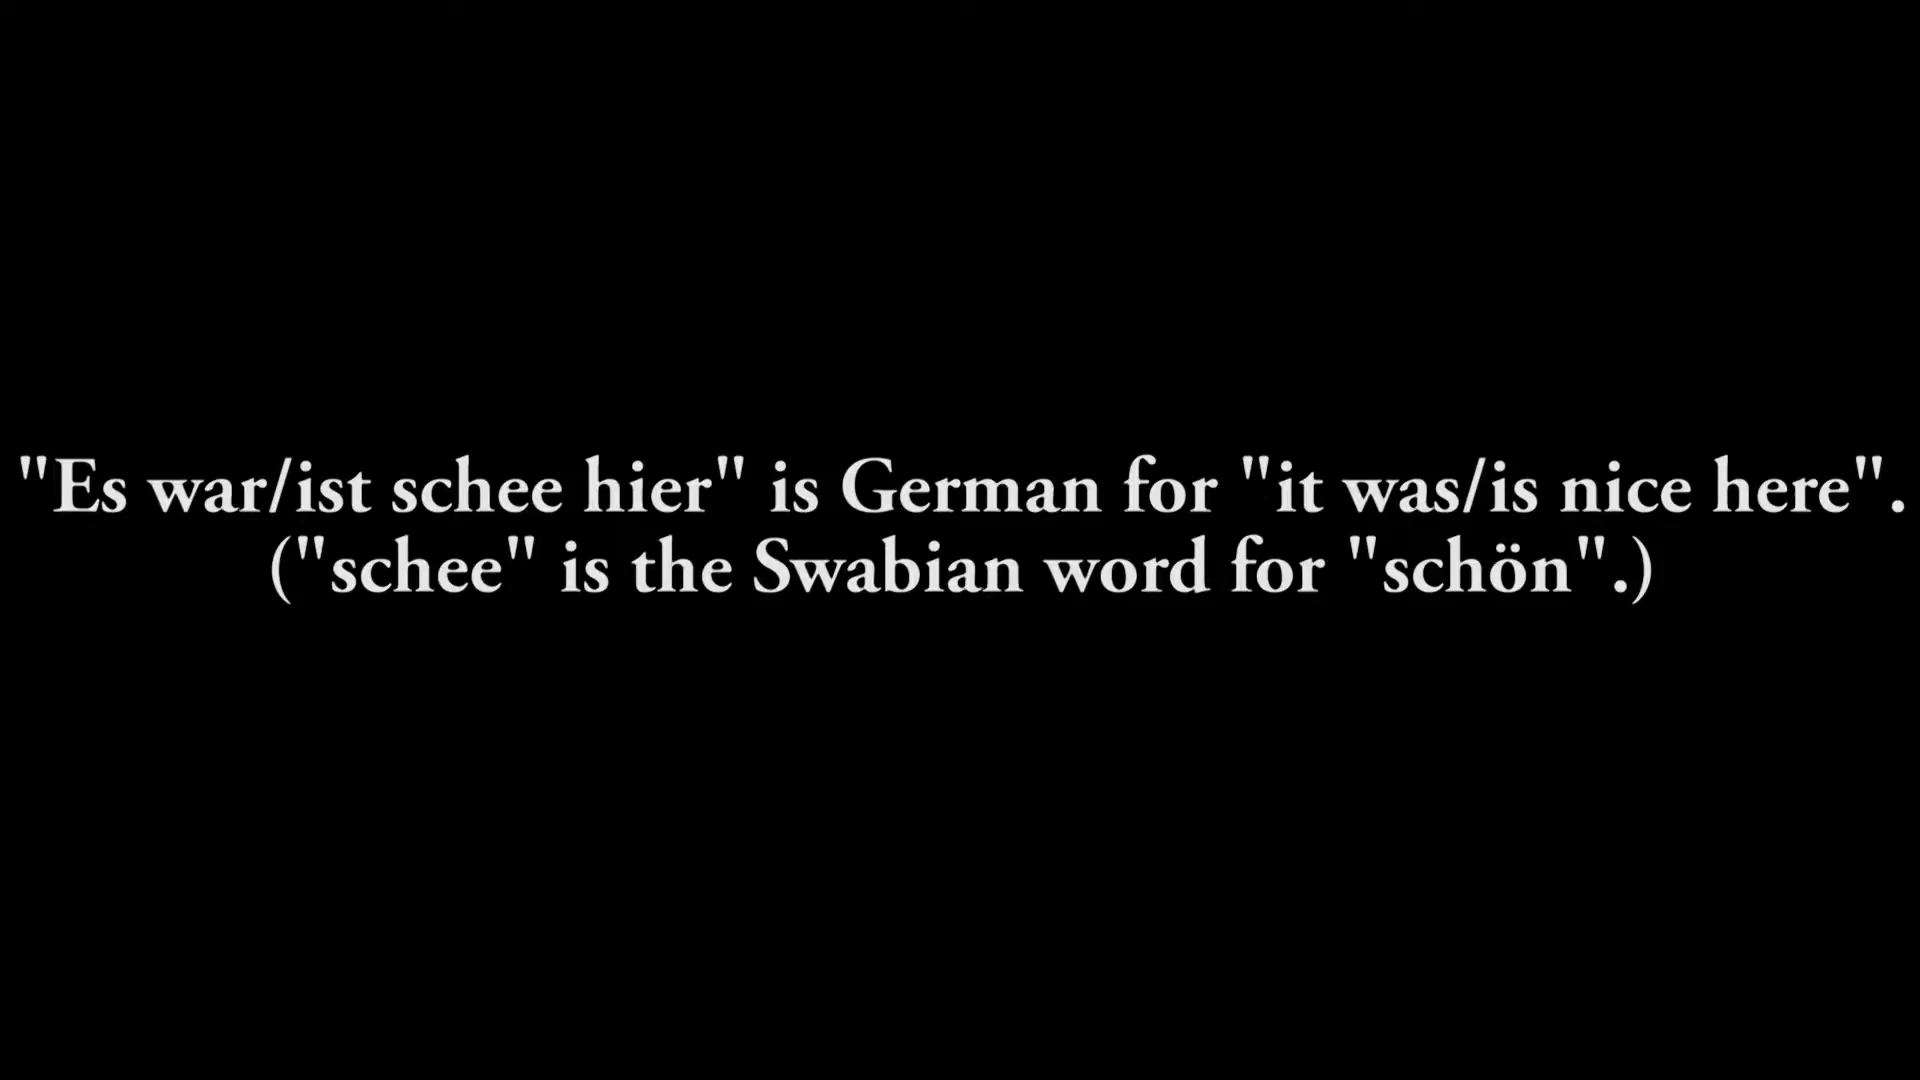 "Es war/ist schee hier" is German for "it was/is nice here".
("schee" is the Swabian word for "schön".)